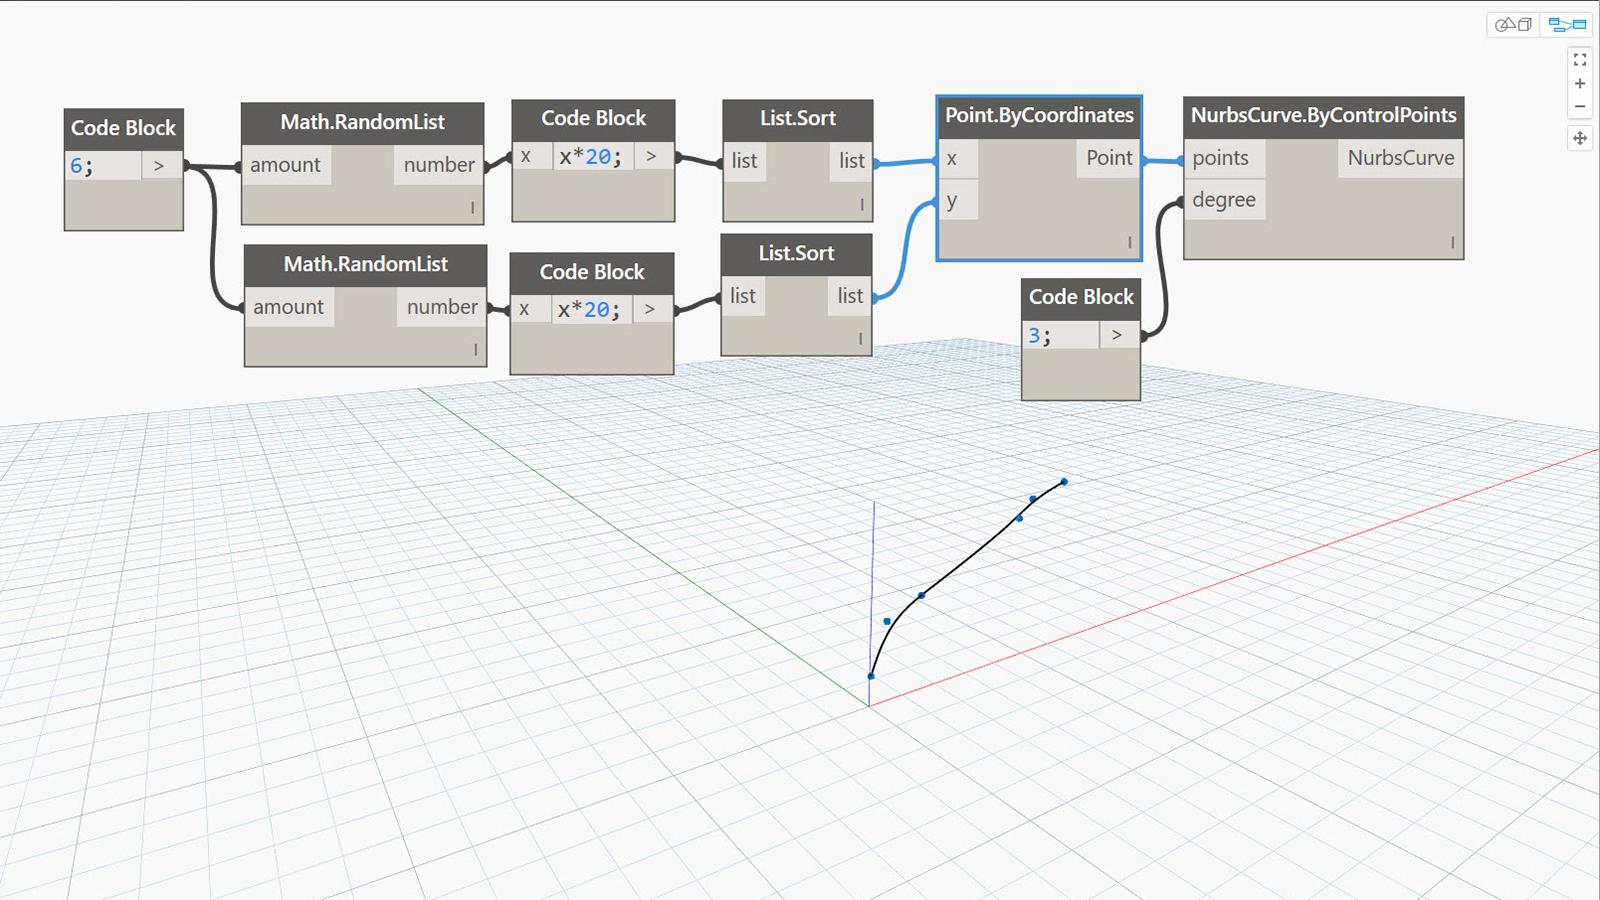 Code Block
6; >
Math.RandomList
amount number
l
Code Block
x x*20; >
List.Sort
list list
l
Point.ByCoordinates
x Point
y
l
NurbsCurve.ByControlPoints
points NurbsCurve
degree
l
Math.RandomList
amount number
l
Code Block
x x*20; >
List.Sort
list list
l
Code Block
3; >